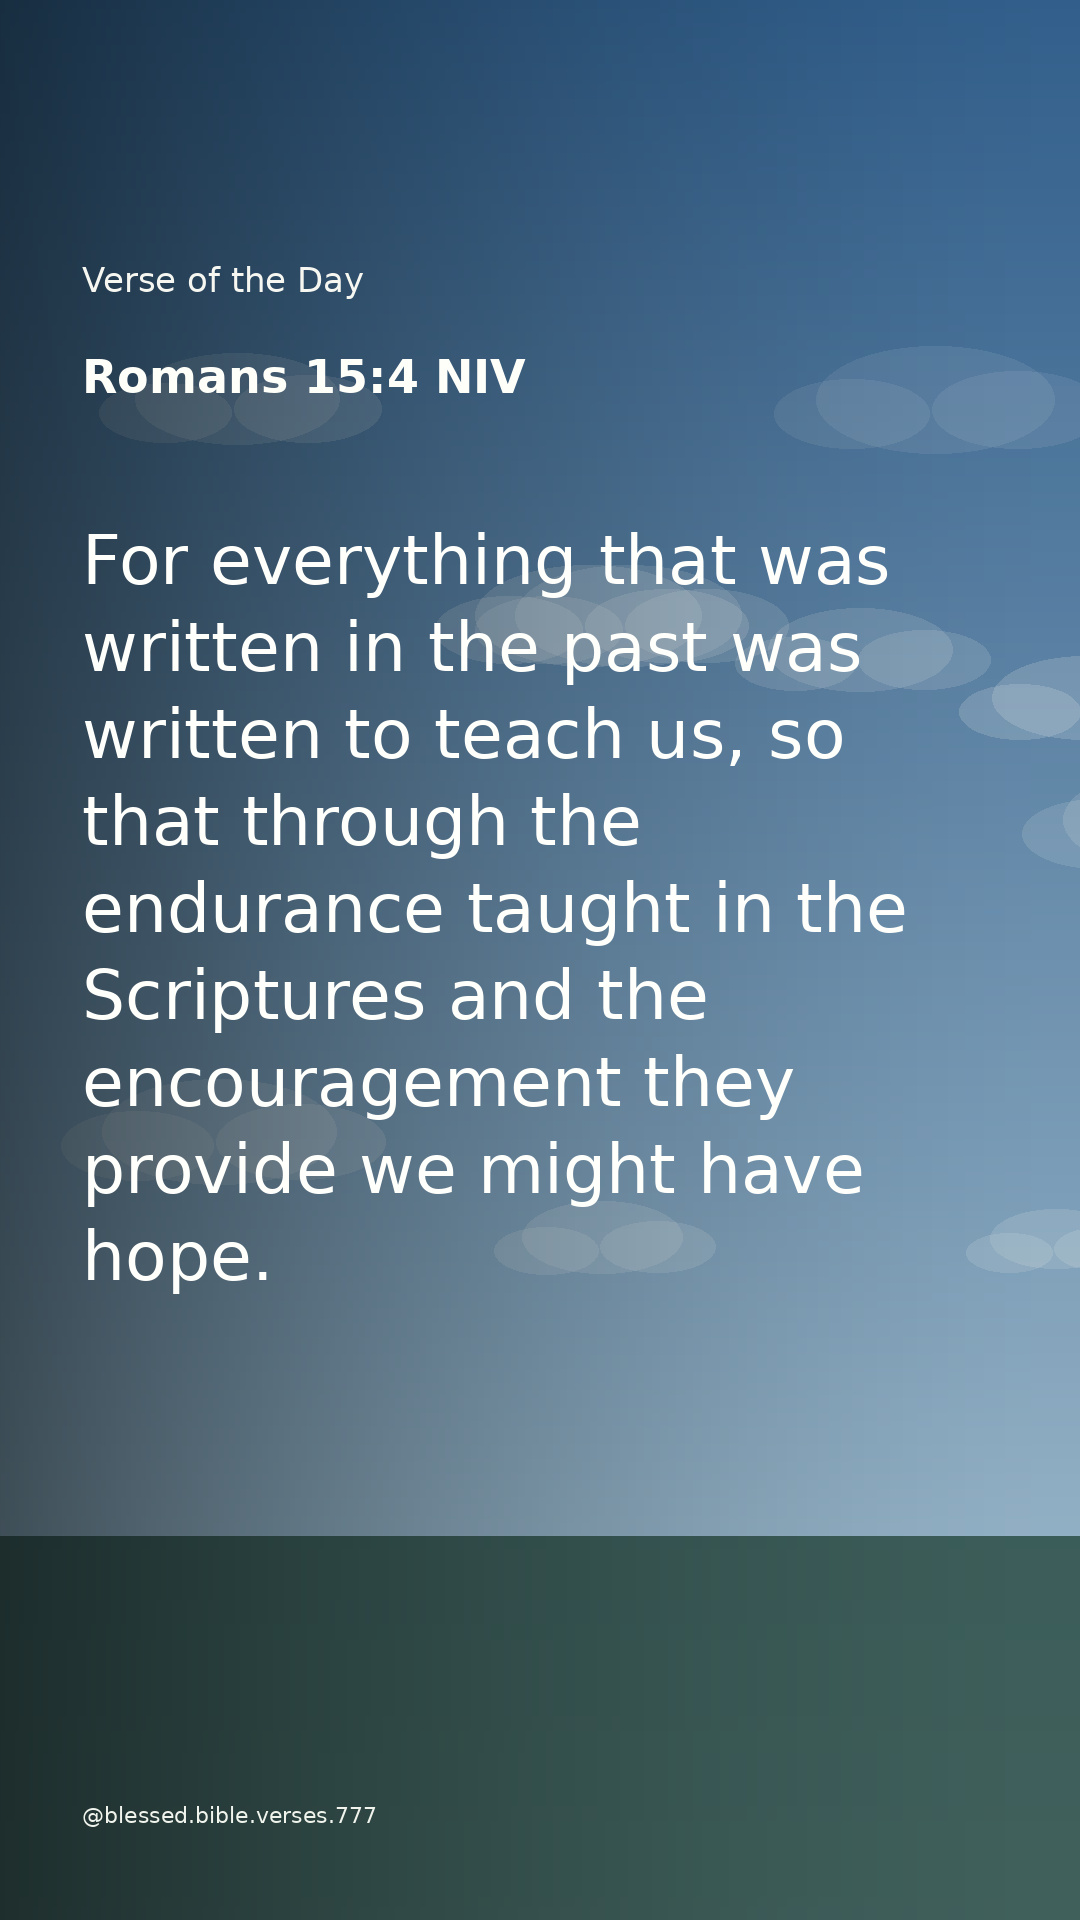 Verse of the Day
Romans 15:4 NIV
For everything that was
written in the past was
written to teach us, so
that through the
endurance taught in the
Scriptures and the
encouragement they
provide we might have
hope.
@blessed.bible.verses.777